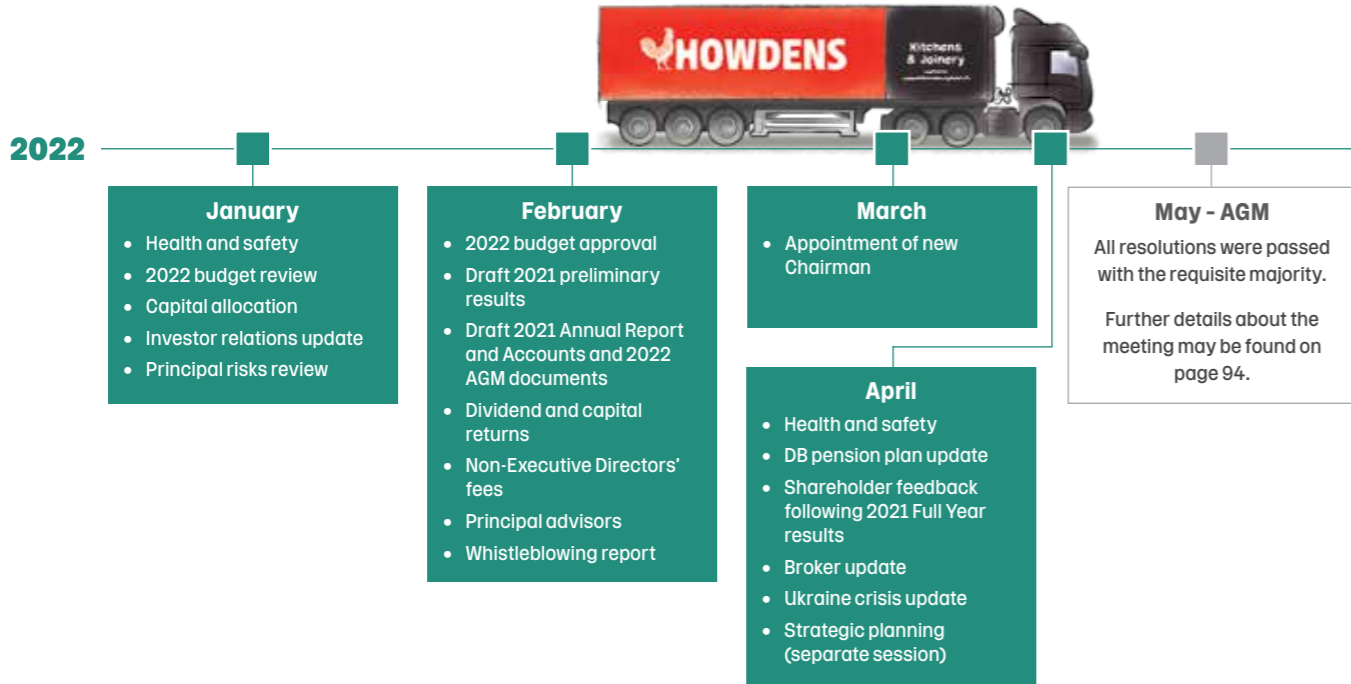 HOWDENS
Kitchens
& Joinery
2022
January
• Health and safety
• 2022 budget review
• Capital allocation
• Investor relations update
• Principal risks review
February
• 2022 budget approval
• Draft 2021 preliminary
results
• Draft 2021 Annual Report
and Accounts and 2022
AGM documents
• Dividend and capital
returns
• Non-Executive Directors'
fees
• Principal advisors
• Whistleblowing report
March
• Appointment of new
Chairman
April
• Health and safety
• DB pension plan update
• Shareholder feedback
following 2021 Full Year
results
• Broker update
• Ukraine crisis update
• Strategic planning
(separate session)
May - AGM
All resolutions were passed
with the requisite majority.
Further details about the
meeting may be found on
page 94.